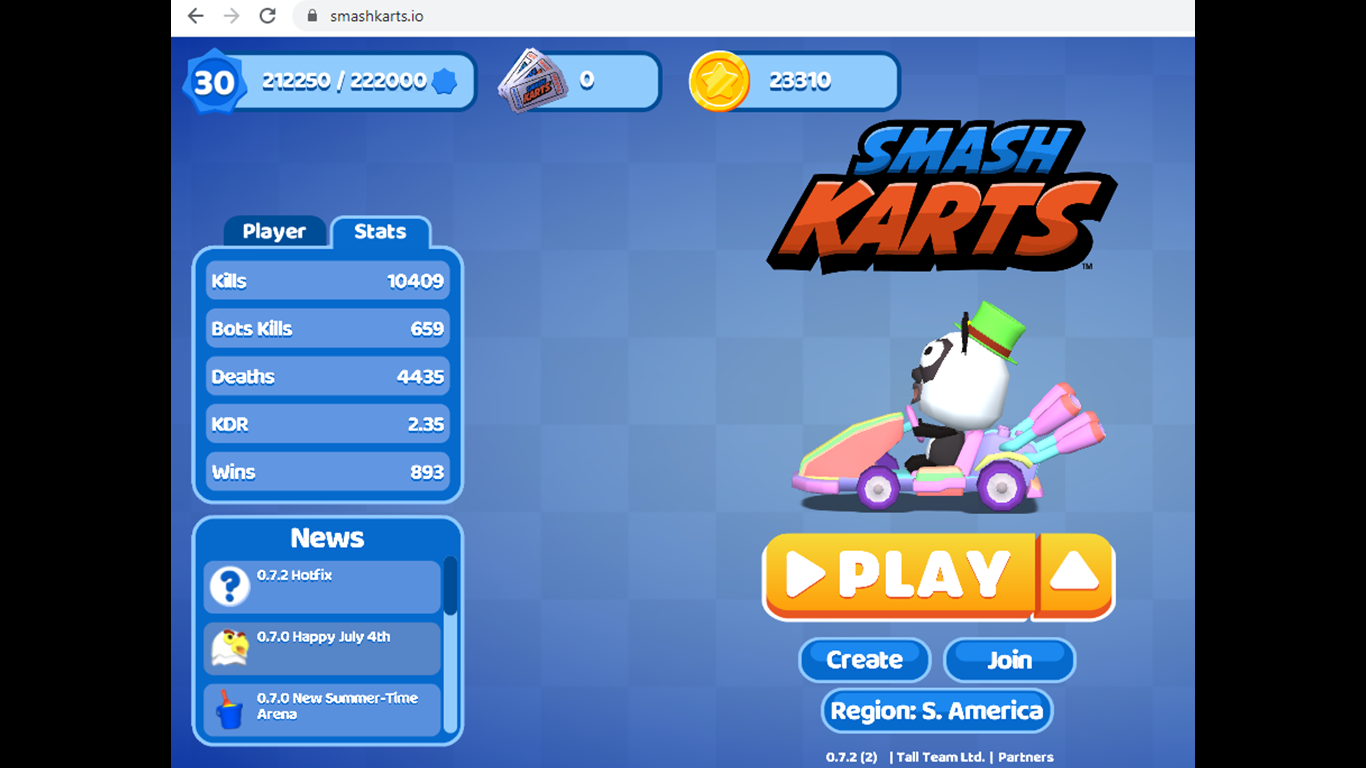 smashkarts.io
30
212250 / 222000
0
23310
SMASH
KARTS
™
Player
Stats
Kills 10409
Bots Kills 659
Deaths 4435
KDR 2.35
Wins 893
News
0.7.2 Hotfix
0.7.0 Happy July 4th
0.7.0 New Summer-Time
Arena
PLAY
Create
Join
Region: S. America
0.7.2 (2) | Tall Team Ltd. | Partners